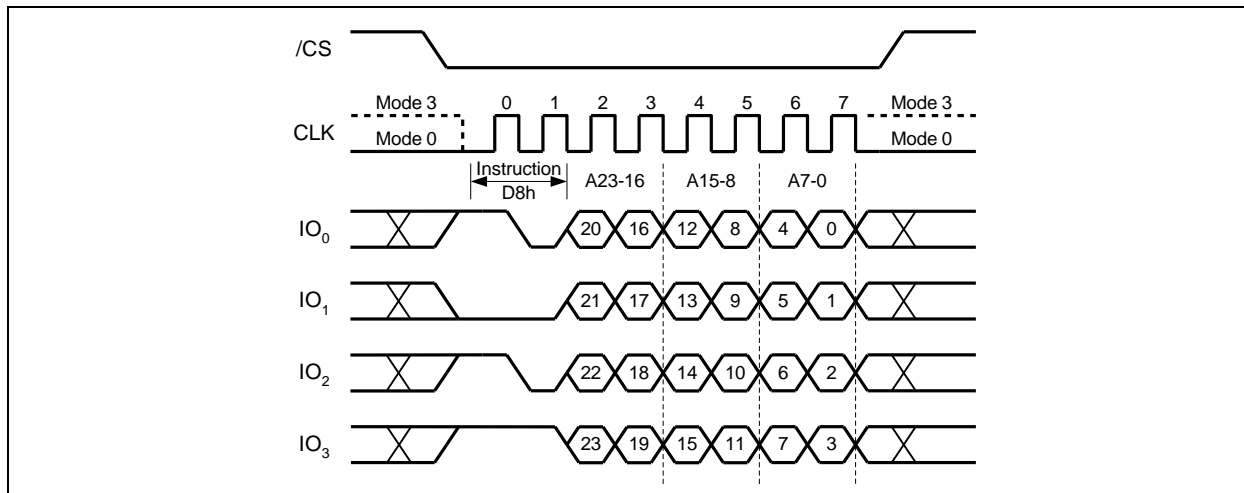 /CS
Mode 3 0 1 2 3 4 5 6 7 Mode 3
CLK
Mode 0 Mode 0
Instruction
D8h
A23-16 A15-8 A7-0
IO0 20 16 12 8 4 0
IO1 21 17 13 9 5 1
IO2 22 18 14 10 6 2
IO3 23 19 15 11 7 3